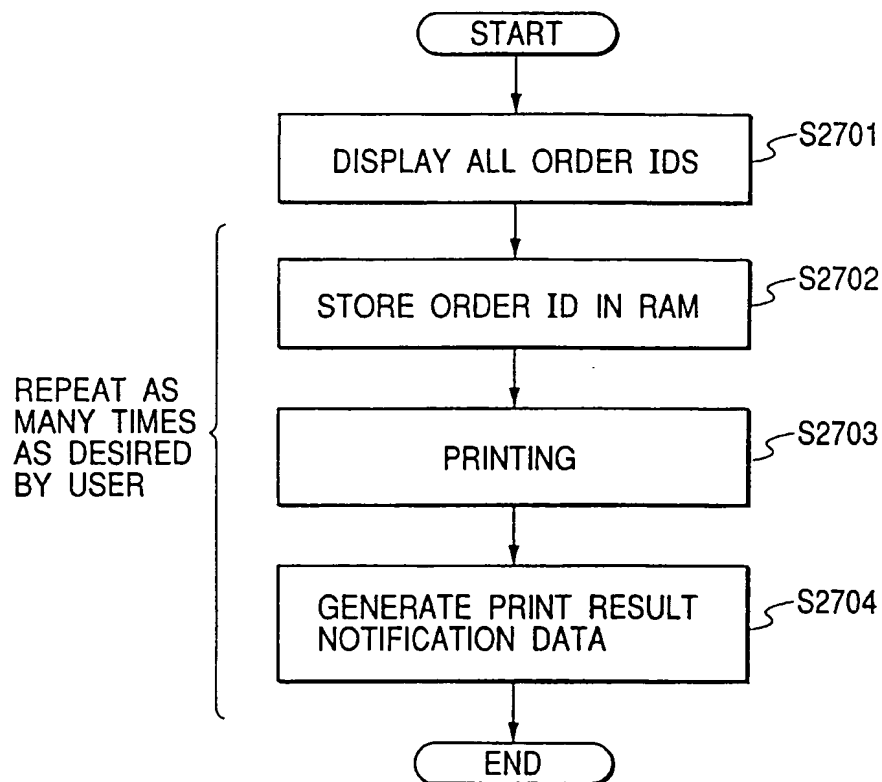 START
DISPLAY ALL ORDER IDS
S2701
STORE ORDER ID IN RAM
S2702
REPEAT AS
MANY TIMES
AS DESIRED
BY USER
PRINTING
S2703
GENERATE PRINT RESULT
NOTIFICATION DATA
S2704
END